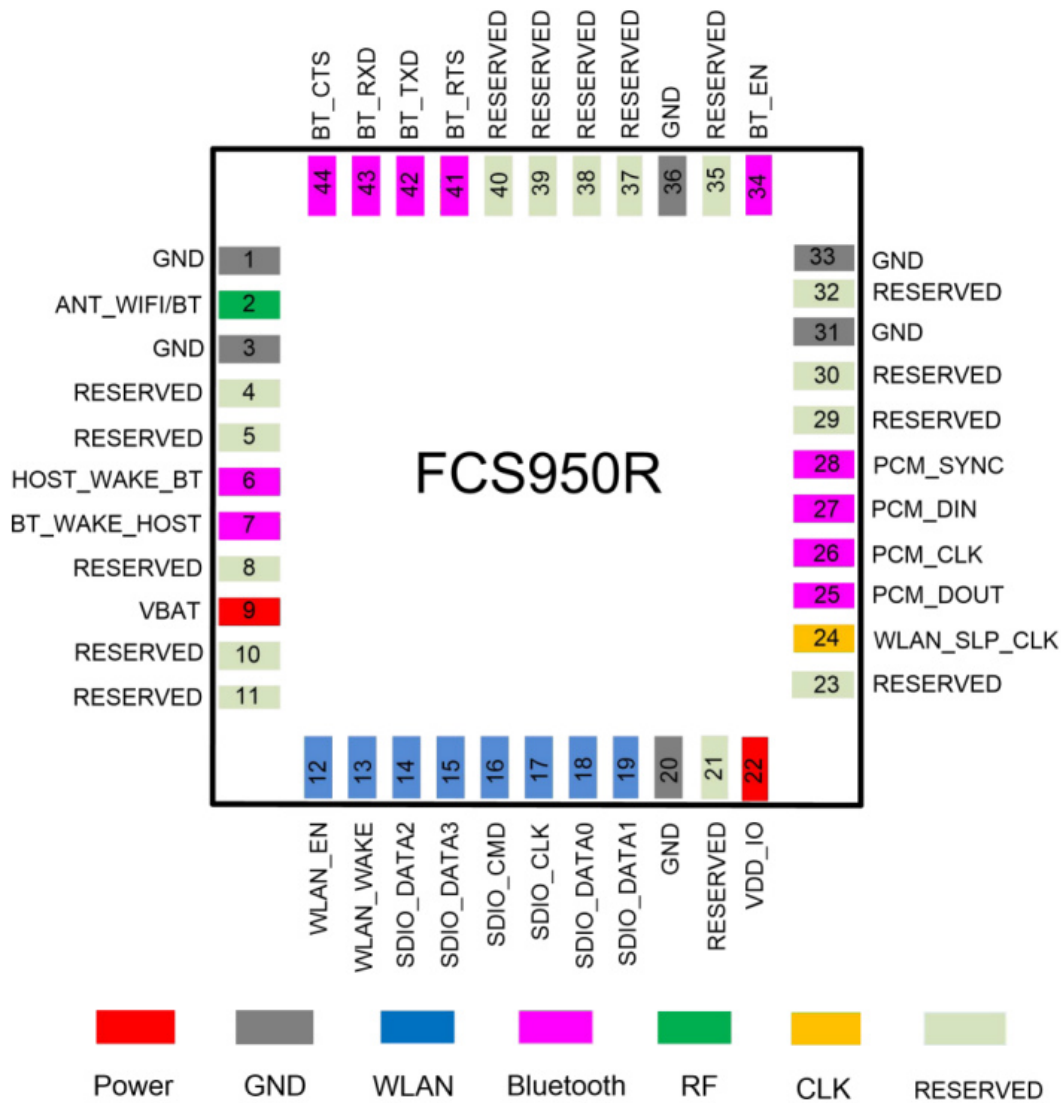 BT_CTS
BT_RXD
BT_TXD
BT_RTS
RESERVED
RESERVED
RESERVED
RESERVED
GND
RESERVED
BT_EN
44
43
42
41
40
39
38
37
36
35
34
GND 1
ANT_WIFI/BT 2
GND 3
RESERVED 4
RESERVED 5
HOST_WAKE_BT 6
BT_WAKE_HOST 7
RESERVED 8
VBAT 9
RESERVED 10
RESERVED 11
FCS950R
33 GND
32 RESERVED
31 GND
30 RESERVED
29 RESERVED
28 PCM_SYNC
27 PCM_DIN
26 PCM_CLK
25 PCM_DOUT
24 WLAN_SLP_CLK
23 RESERVED
12
13
14
15
16
17
18
19
20
21
22
WLAN_EN
WLAN_WAKE
SDIO_DATA2
SDIO_DATA3
SDIO_CMD
SDIO_CLK
SDIO_DATA0
SDIO_DATA1
GND
RESERVED
VDD_IO
Power GND WLAN Bluetooth RF CLK RESERVED